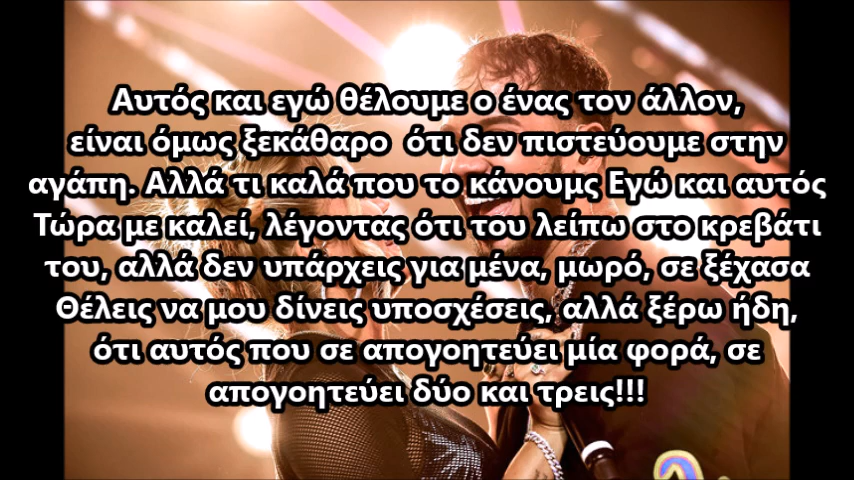 Αυτός και εγώ θέλουμε ο ένας τον άλλον,
είναι όμως ξεκάθαρο ότι δεν πιστεύουμε στην
αγάπη. Αλλά τι καλά που το κάνουμς Εγώ και αυτός
Τώρα με καλεί, λέγοντας ότι του λείπω στο κρεβάτι
του, αλλά δεν υπάρχεις για μένα, μωρό, σε ξέχασα
Θέλεις να μου δίνεις υποσχέσεις, αλλά ξέρω ήδη,
ότι αυτός που σε απογοητεύει μία φορά, σε
απογοητεύει δύο και τρεις!!!